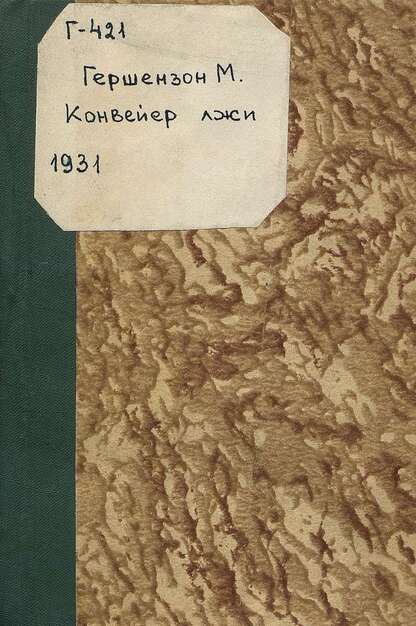 Г-421
Гершензон М.
Конвейер лжи
1931